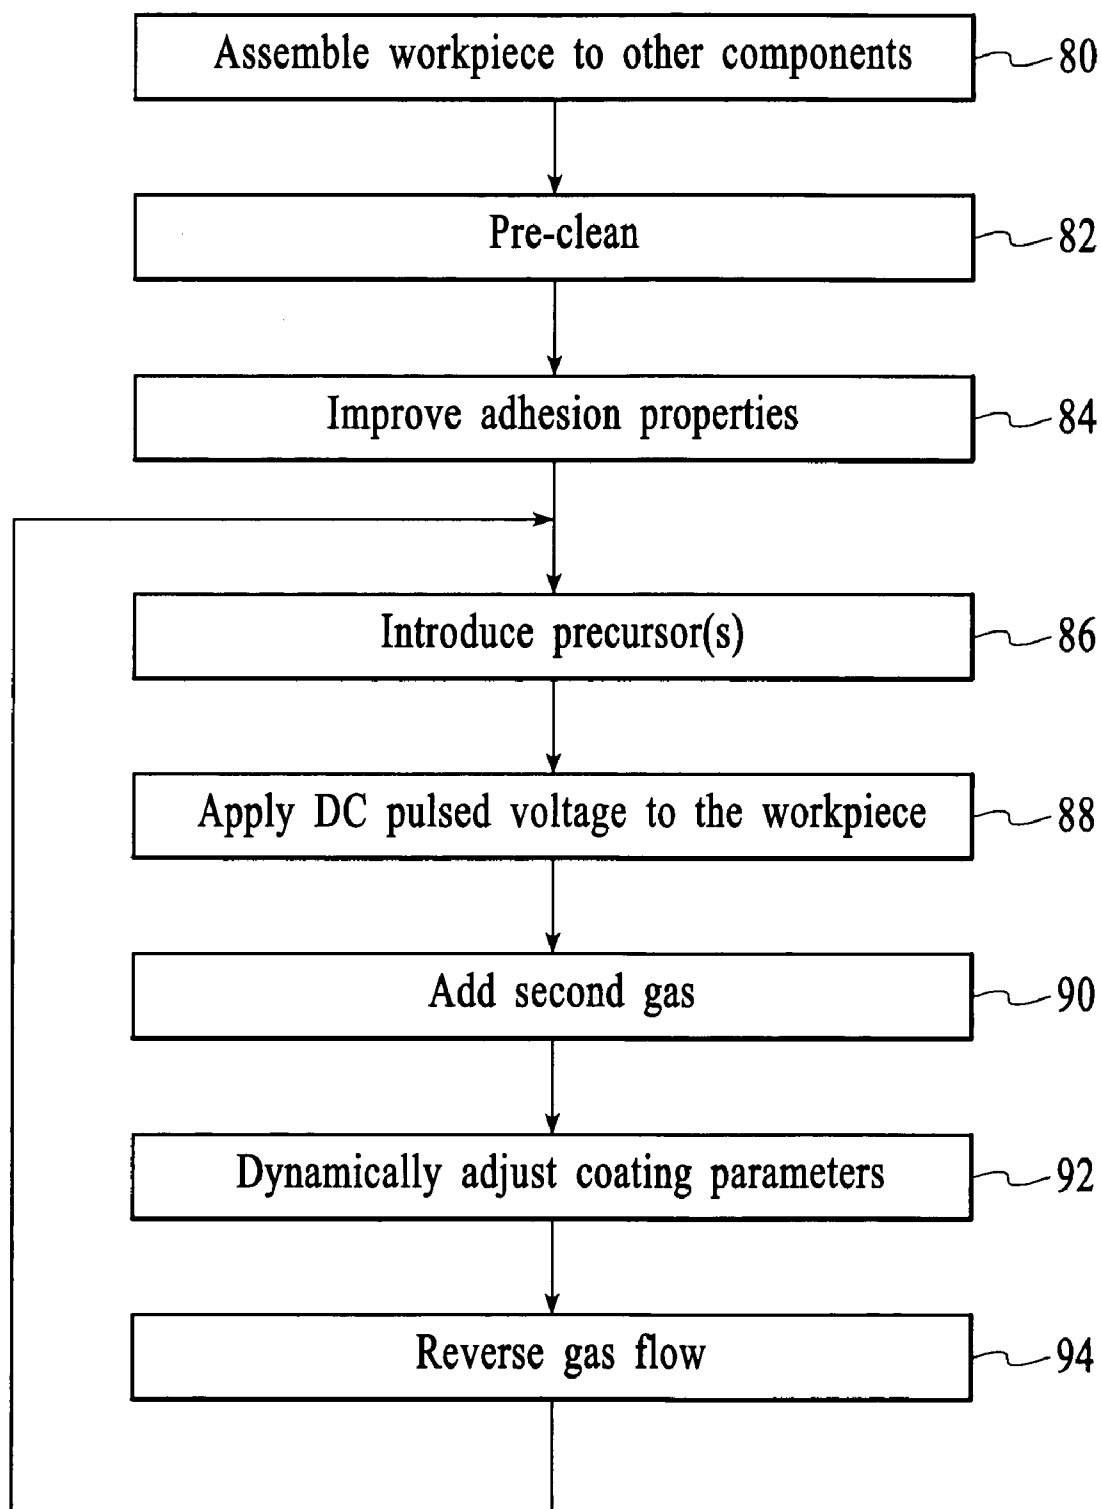 Assemble workpiece to other components 80
Pre-clean 82
Improve adhesion properties 84
Introduce precursor(s) 86
Apply DC pulsed voltage to the workpiece 88
Add second gas 90
Dynamically adjust coating parameters 92
Reverse gas flow 94